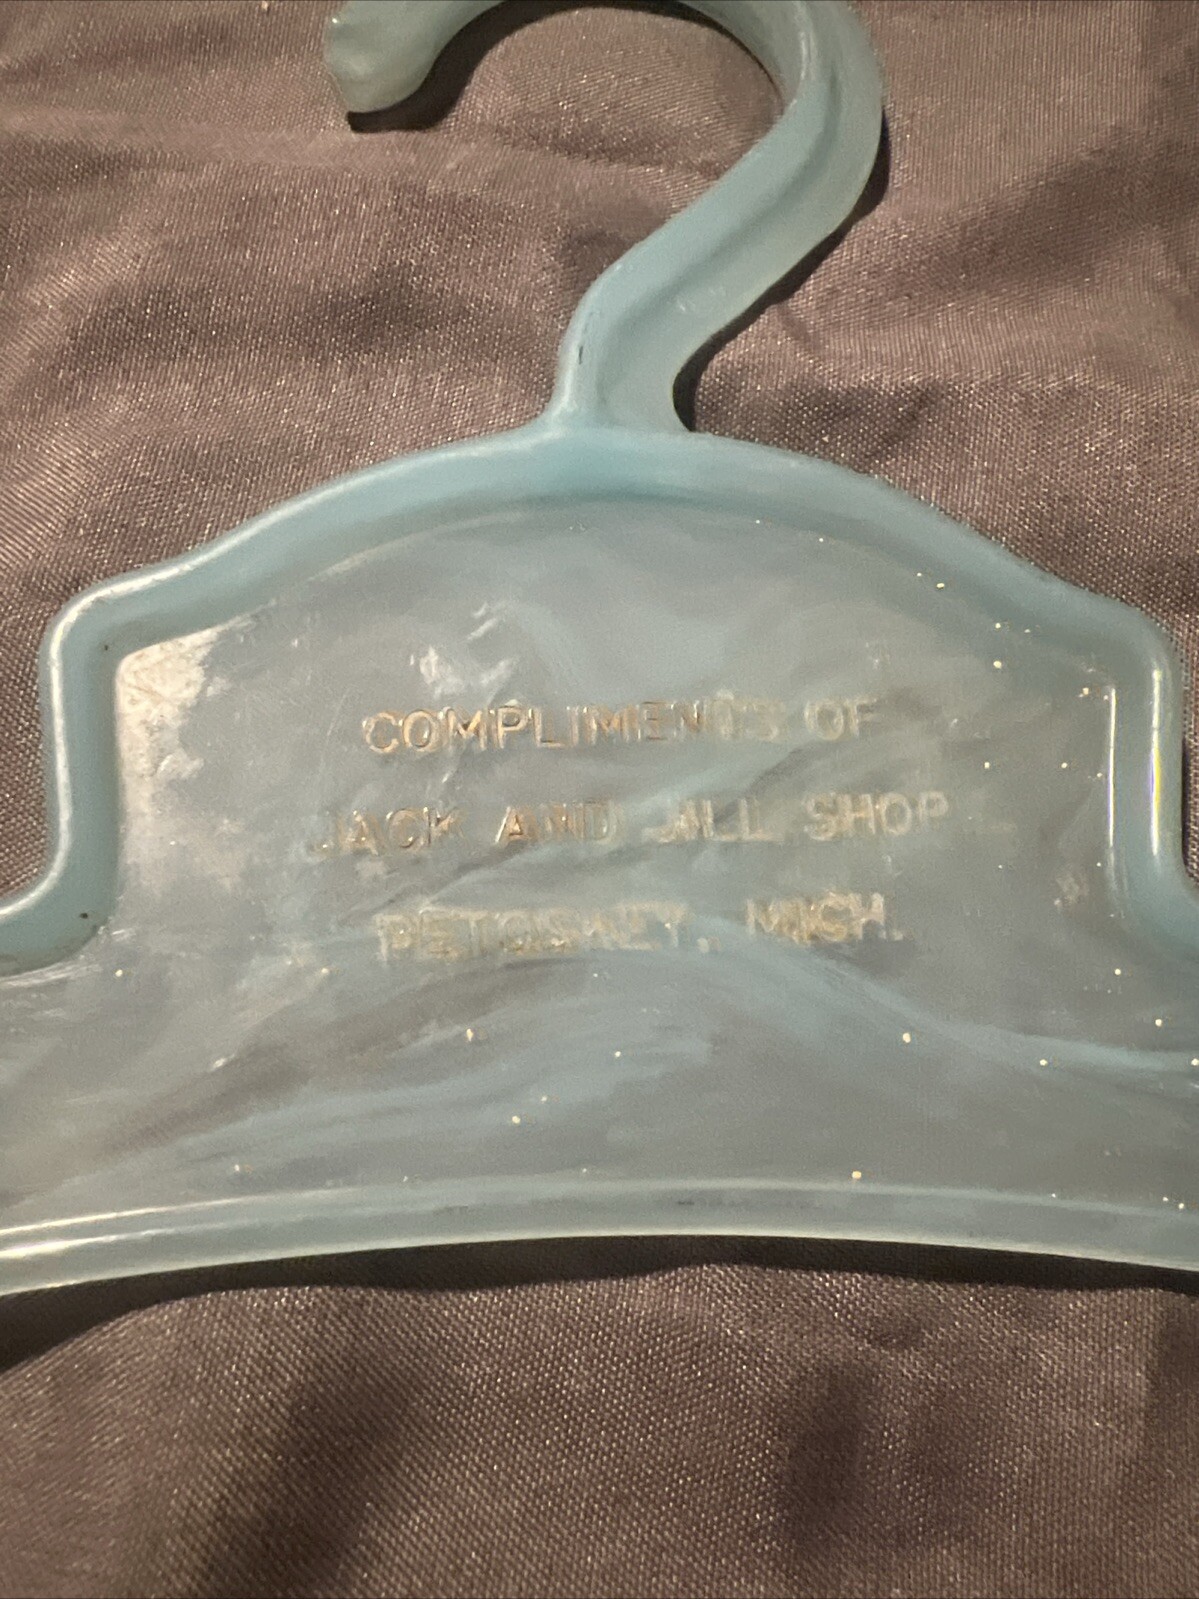 COMPLIMENTS OF
JACK AND JILL SHOP
PETOSKEY, MICH.